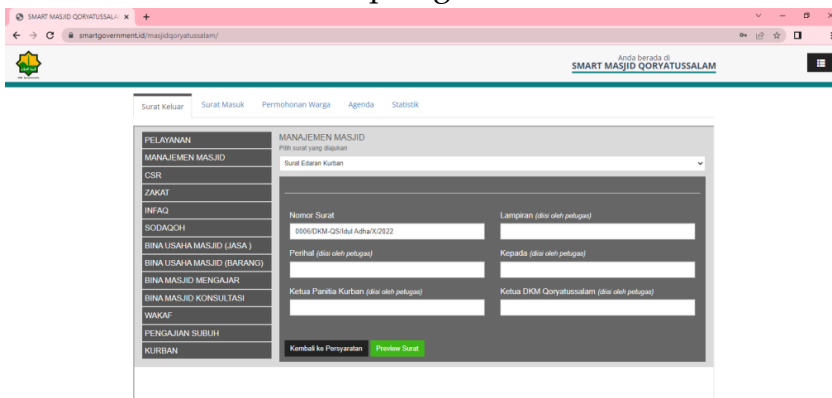 SMART MASJID QORYATUSSALA
smartgovernment.id/masjidqoryatussalam/
Anda berada di
SMART MASJID QORYATUSSALAM
Surat Keluar Surat Masuk Permohonan Warga Agenda Statistik
PELAYANAN
MANAJEMEN MASJID
CSR
ZAKAT
INFAQ
SODAQOH
BINA USAHA MASJID (JASA )
BINA USAHA MASJID (BARANG)
BINA MASJID MENGAJAR
BINA MASJID KONSULTASI
WAKAF
PENGAJIAN SUBUH
KURBAN
MANAJEMEN MASJID
Pilih surat yang diajukan
Surat Edaran Kurban
Nomor Surat
0006/DKM-QS/Idul Adha/X/2022
Lampiran (diisi oleh petugas)
Perihal (diisi oleh petugas)
Kepada (diisi oleh petugas)
Ketua Panitia Kurban (diisi oleh petugas)
Ketua DKM Qoryatussalam (diisi oleh petugas)
Kembali ke Persyaratan Preview Surat